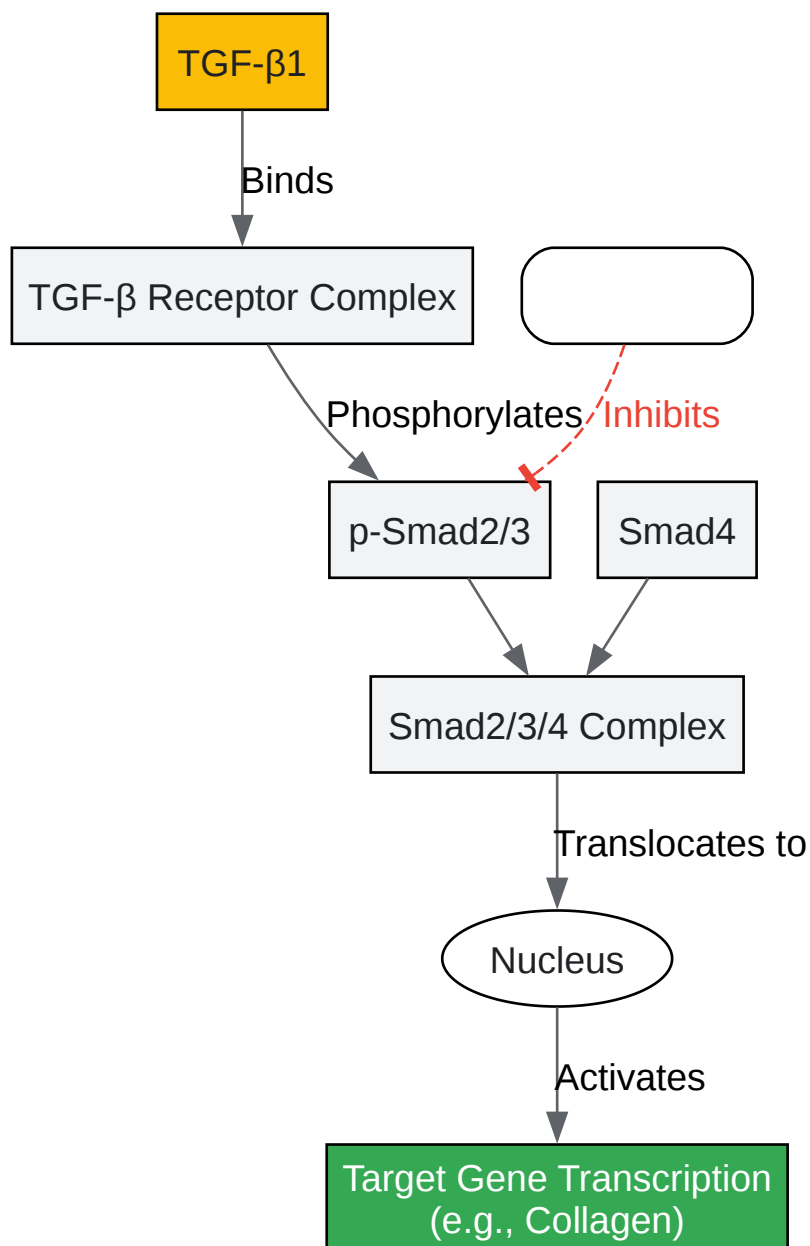 TGF-β1
Binds
TGF-β Receptor Complex
Phosphorylates
Inhibits
p-Smad2/3
Smad4
Smad2/3/4 Complex
Translocates to
Nucleus
Activates
Target Gene Transcription
(e.g., Collagen)